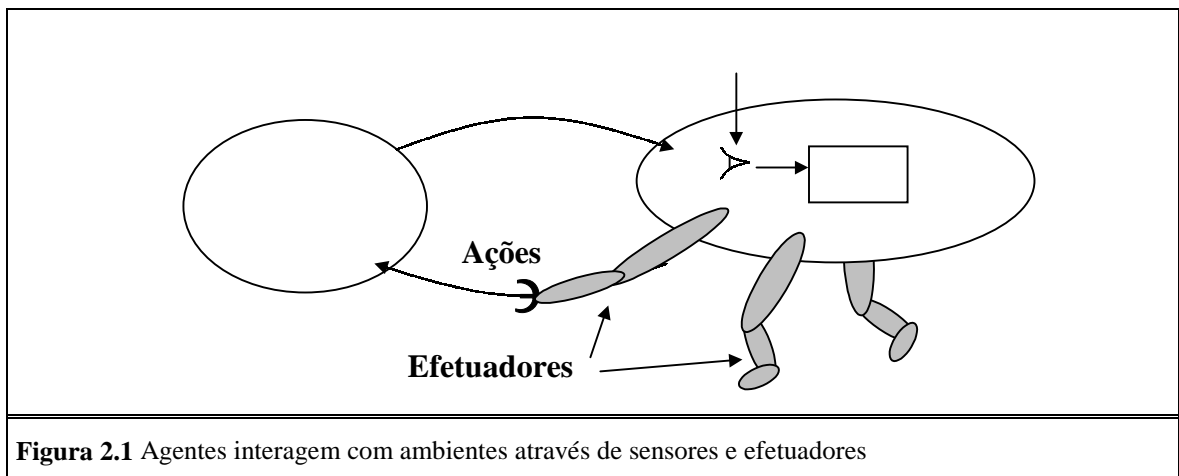 Ações
Efetuadores
Figura 2.1 Agentes interagem com ambientes através de sensores e efetuadores